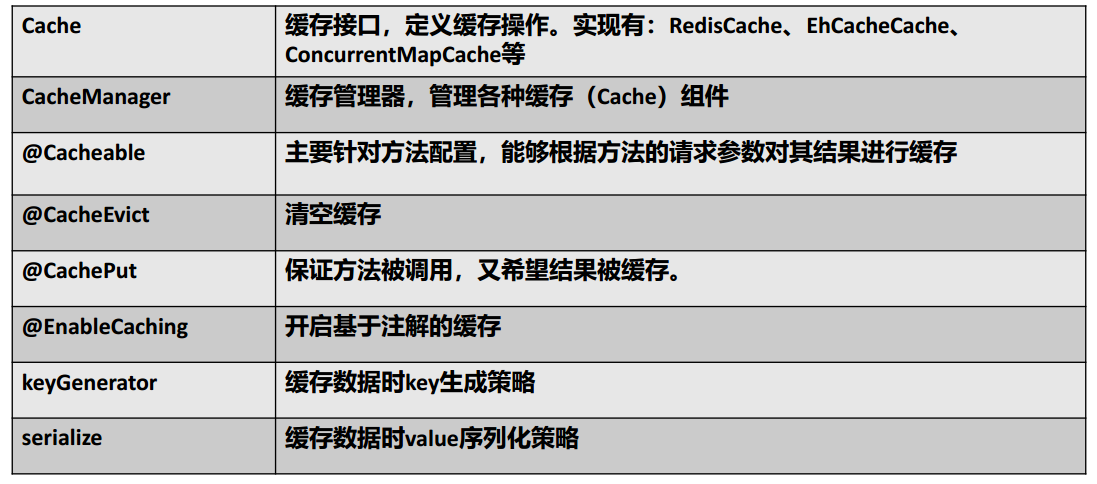 Cache
缓存接口，定义缓存操作。实现有：RedisCache、EhCacheCache、
ConcurrentMapCache等
CacheManager
缓存管理器，管理各种缓存（Cache）组件
@Cacheable
主要针对方法配置，能够根据方法的请求参数对其结果进行缓存
@CacheEvict
清空缓存
@CachePut
保证方法被调用，又希望结果被缓存。
@EnableCaching
开启基于注解的缓存
keyGenerator
缓存数据时key生成策略
serialize
缓存数据时value序列化策略